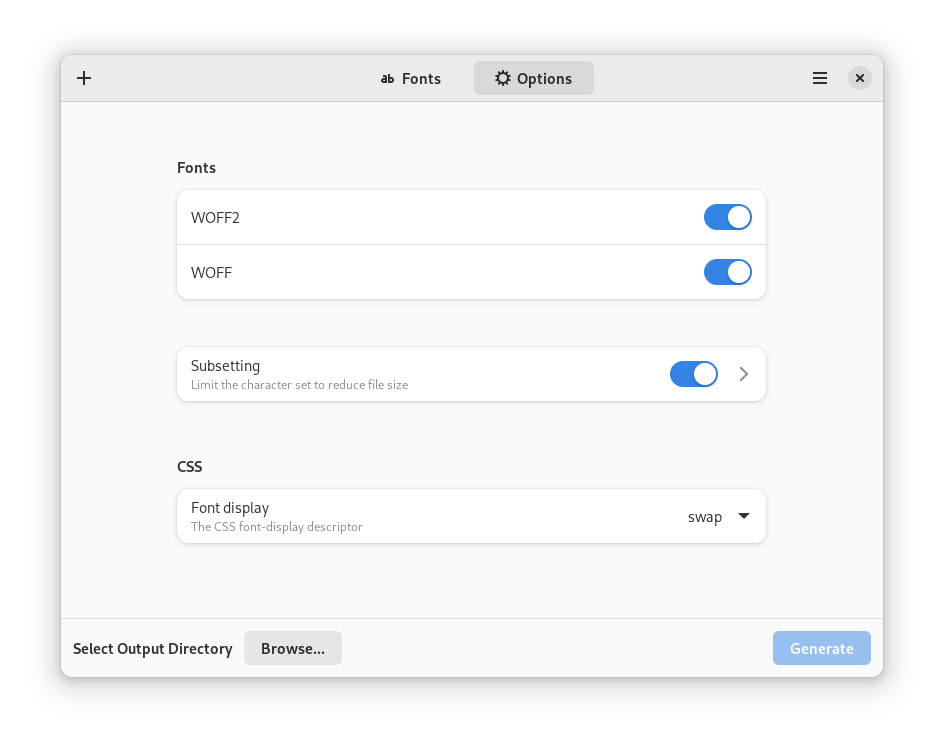 ab Fonts
Options
Fonts
WOFF2
WOFF
Subsetting
Limit the character set to reduce file size
CSS
Font display
The CSS font-display descriptor
swap
Select Output Directory
Browse...
Generate